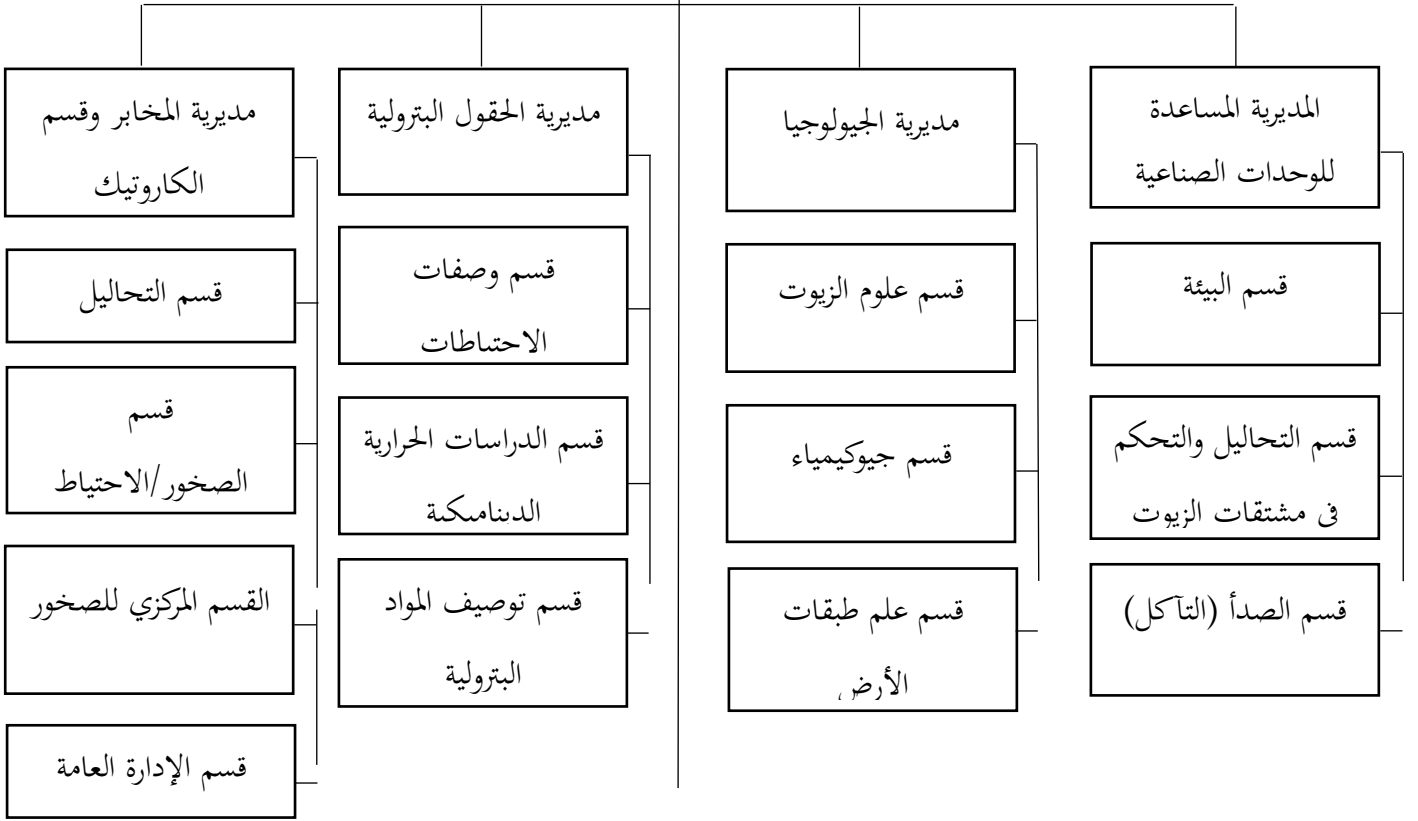 المديرية المساعدة
للوحدات الصناعية
قسم البيئة
قسم التحاليل والتحكم
في مشتقات الزيوت
قسم الصدأ (التآكل)
مديرية الجيولوجيا
قسم علوم الزيوت
قسم جيوكيمياء
قسم علم طبقات
الأرض
مديرية الحقول البترولية
قسم وصفات
الاحتياطات
قسم الدراسات الحرارية
الديناميكية
قسم توصيف المواد
البترولية
مديرية المخابر وقسم
الكاروتيك
قسم التحاليل
قسم
الصخور/الاحتياط
القسم المركزي للصخور
قسم الإدارة العامة